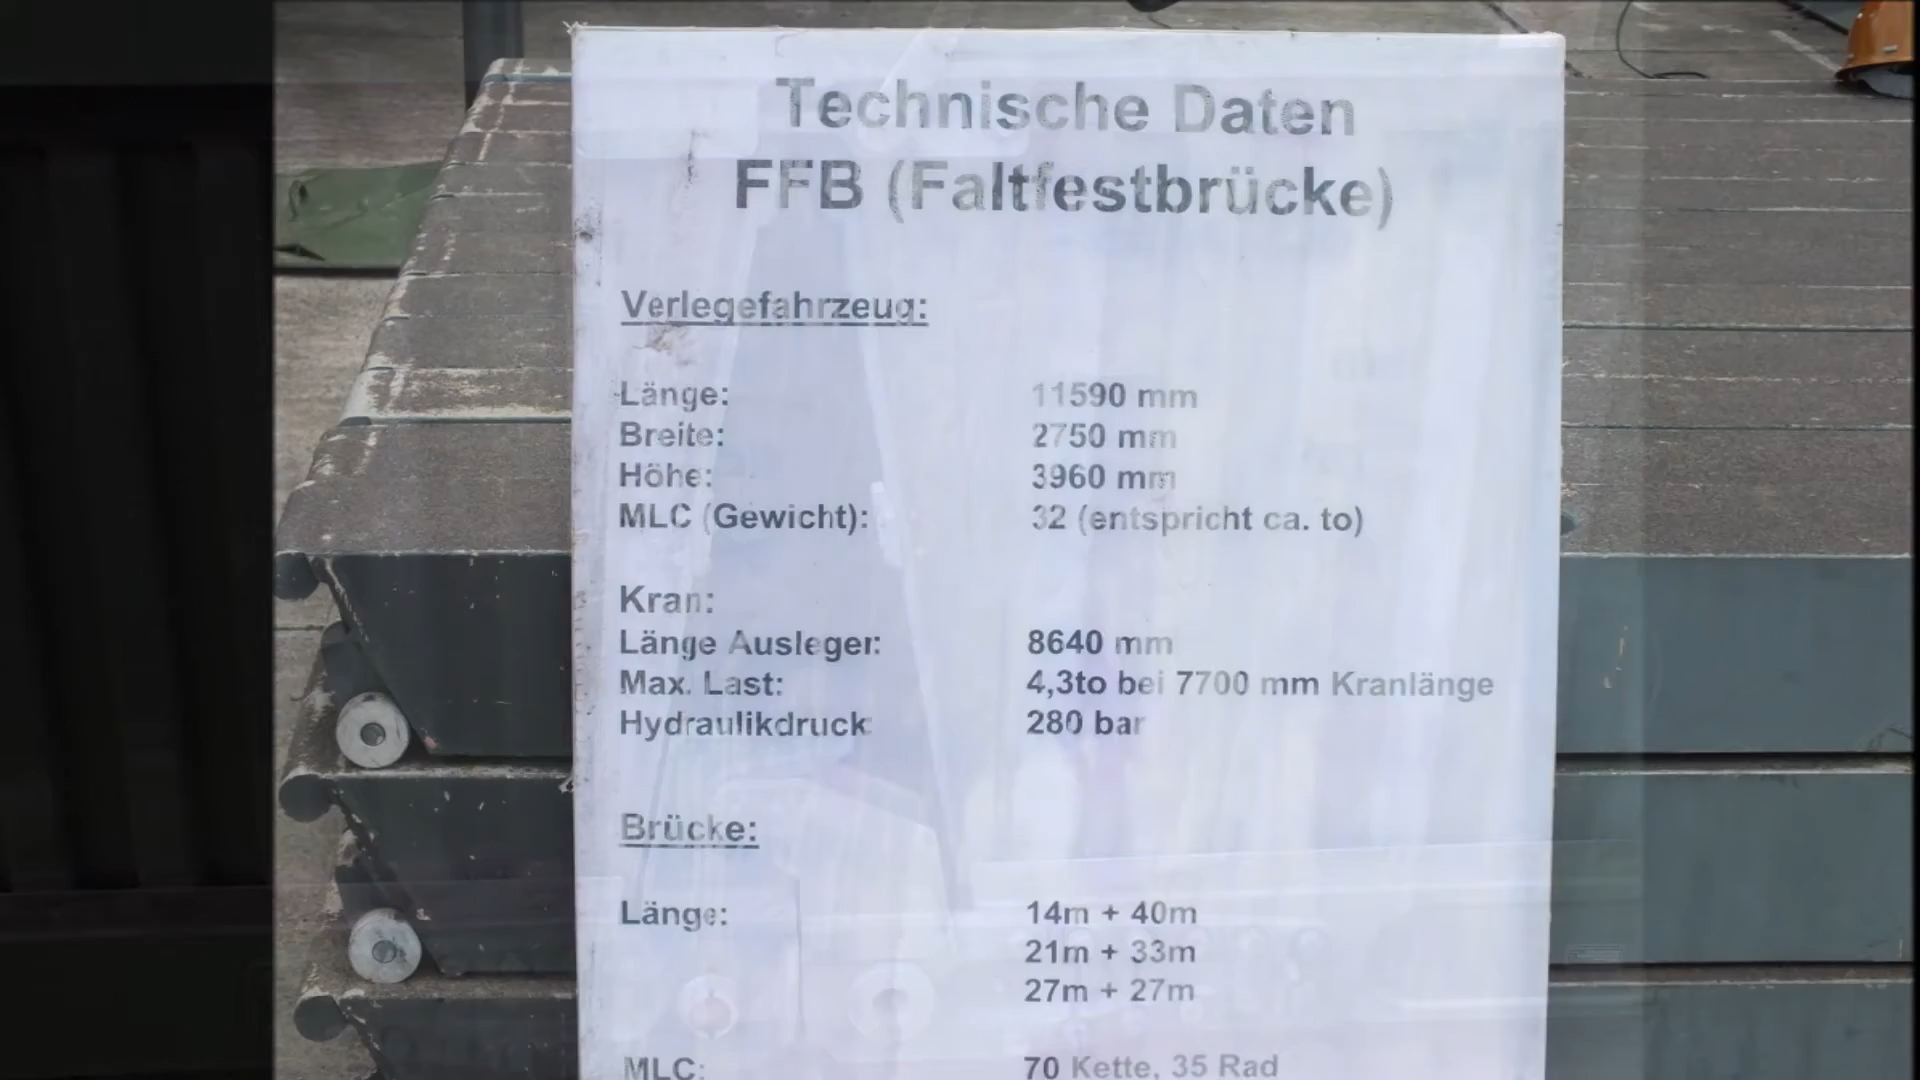 Technische Daten
FFB (Faltfestbrücke)
Verlegefahrzeug:
Länge: 11590 mm
Breite: 2750 mm
Höhe: 3960 mm
MLC (Gewicht): 32 (entspricht ca. to)
Kran:
Länge Ausleger: 8640 mm
Max. Last: 4,3to bei 7700 mm Kranlänge
Hydraulikdruck: 280 bar
Brücke:
Länge: 14m + 40m
21m + 33m
27m + 27m
MLC: 70 Kette, 35 Rad